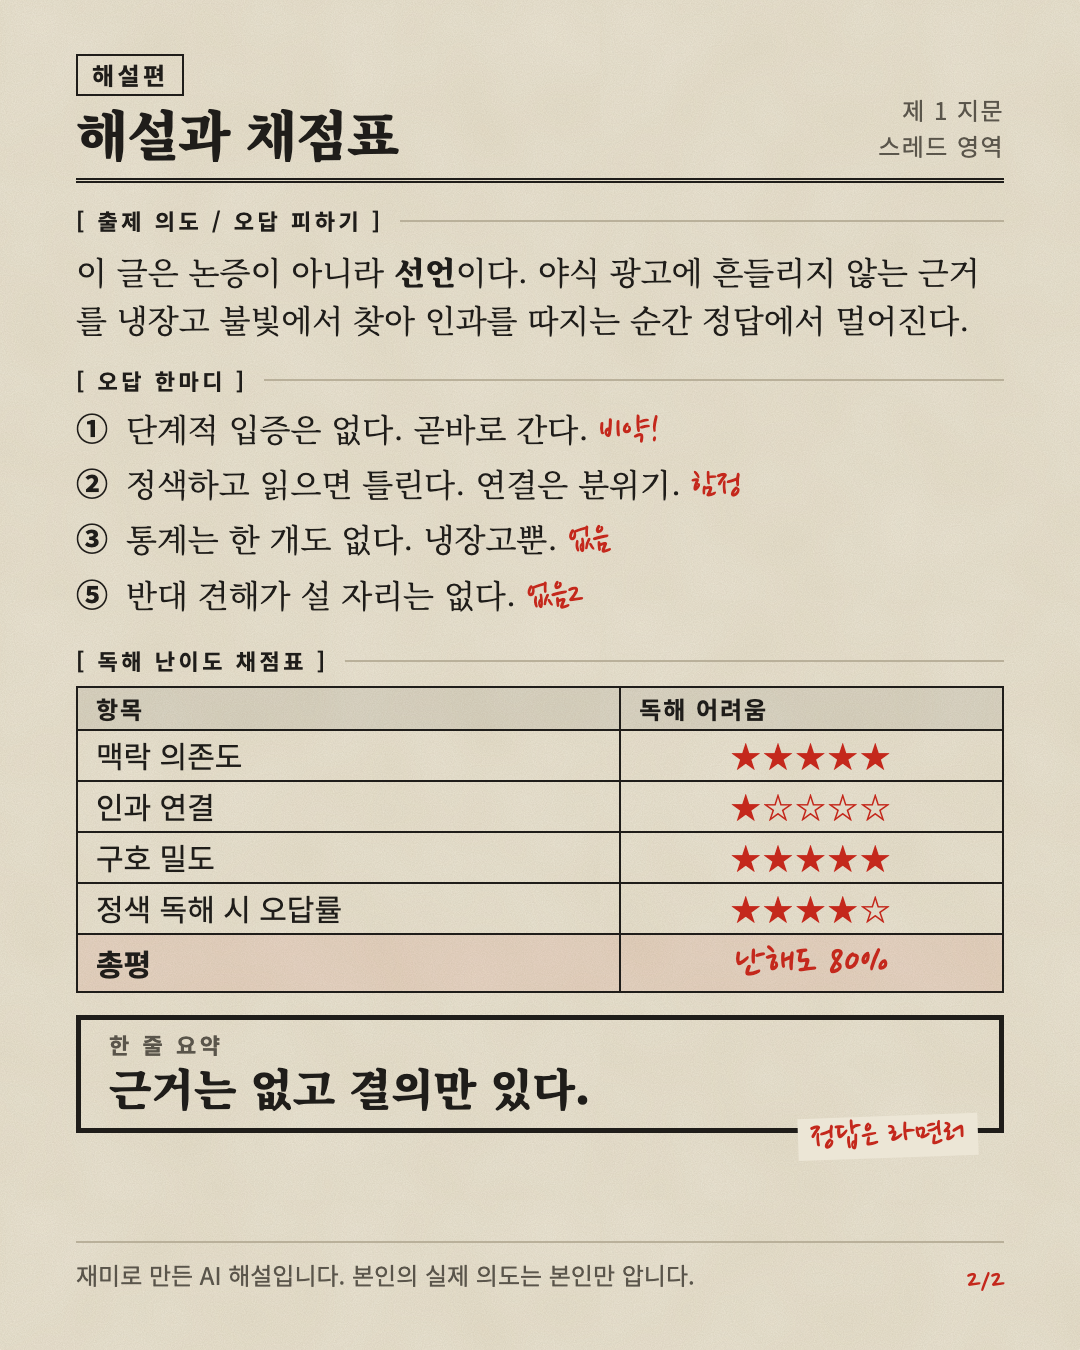 해설편
해설과 채점표
제 1 지문
스레드 영역
[ 출제 의도 / 오답 피하기 ]
이 글은 논증이 아니라 선언이다. 야식 광고에 흔들리지 않는 근거
를 냉장고 불빛에서 찾아 인과를 따지는 순간 정답에서 멀어진다.
[ 오답 한마디 ]
① 단계적 입증은 없다. 곧바로 간다. 비약!
② 정색하고 읽으면 틀린다. 연결은 분위기. 함정
③ 통계는 한 개도 없다. 냉장고뿐. 없음
⑤ 반대 견해가 설 자리는 없다. 없음2
[ 독해 난이도 채점표 ]
항목 독해 어려움
맥락 의존도 ★★★★★
인과 연결 ★☆☆☆☆
구호 밀도 ★★★★★
정색 독해 시 오답률 ★★★★☆
총평 난해도 80%
한 줄 요약
근거는 없고 결의만 있다.
정답은 라면러
재미로 만든 AI 해설입니다. 본인의 실제 의도는 본인만 압니다.
2/2